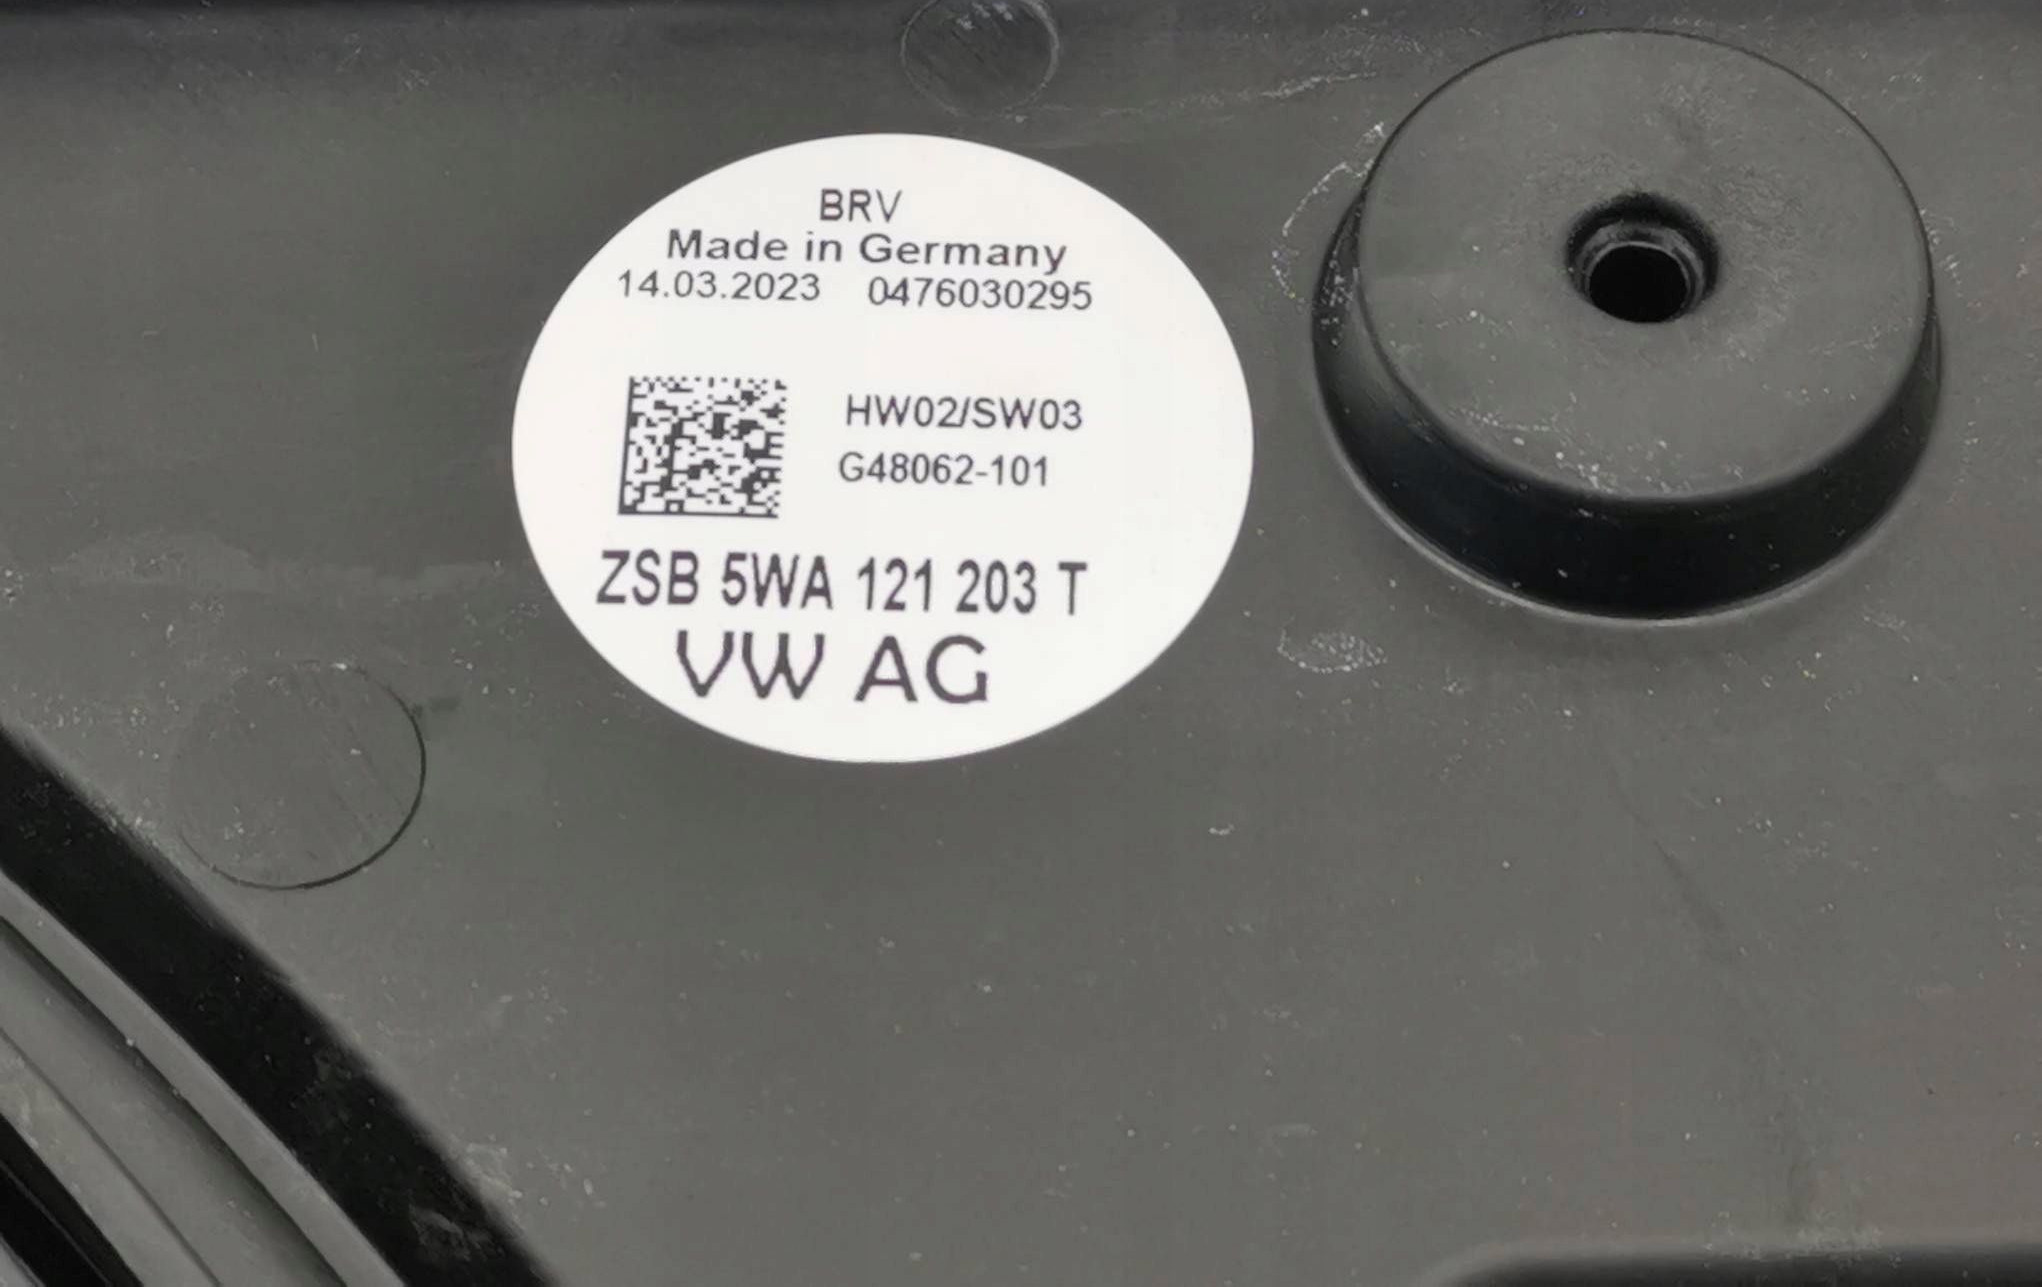 BRV
Made in Germany
14.03.2023 0476030295
HW02/SW03
G48062-101
ZSB 5WA 121 203 T
VW AG